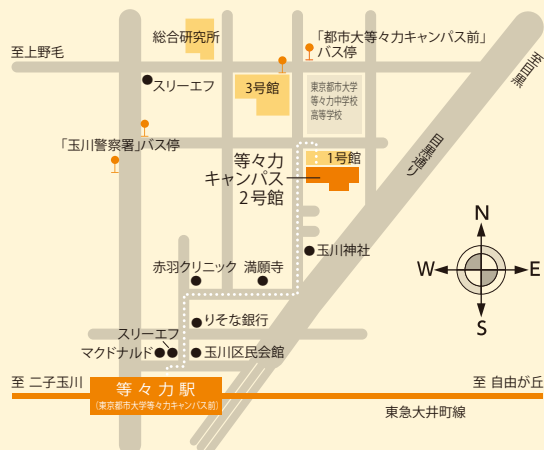 総合研究所
「都市大等々力キャンパス前」
バス停
至上野毛
至目黒
スリーエフ
3号館
東京都市大学
等々力中学校
高等学校
目黒通り
「玉川警察署」バス停
等々力
キャンパス
2号館
1号館
玉川神社
N
W
E
S
赤羽クリニック
満願寺
りそな銀行
スリーエフ
マクドナルド
玉川区民会館
至 二子玉川
等々力駅
(東京都市大学等々力キャンパス前)
至 自由が丘
東急大井町線